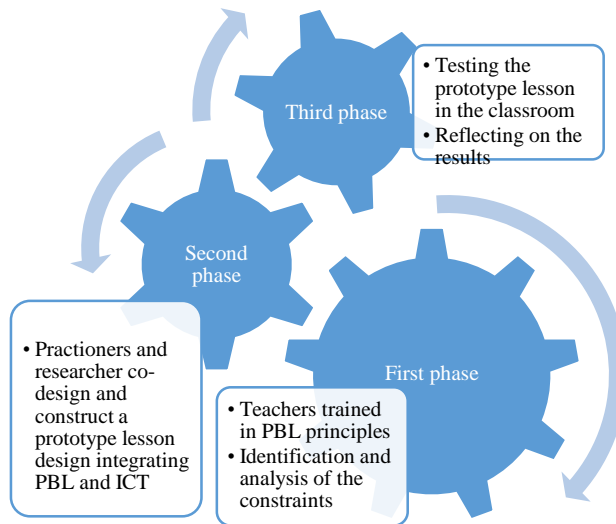 Third phase
• Testing the
prototype lesson
in the classroom
• Reflecting on the
results
Second
phase
• Practioners and
researcher co-
design and
construct a
prototype lesson
design integrating
PBL and ICT
First phase
• Teachers trained
in PBL principles
• Identification and
analysis of the
constraints